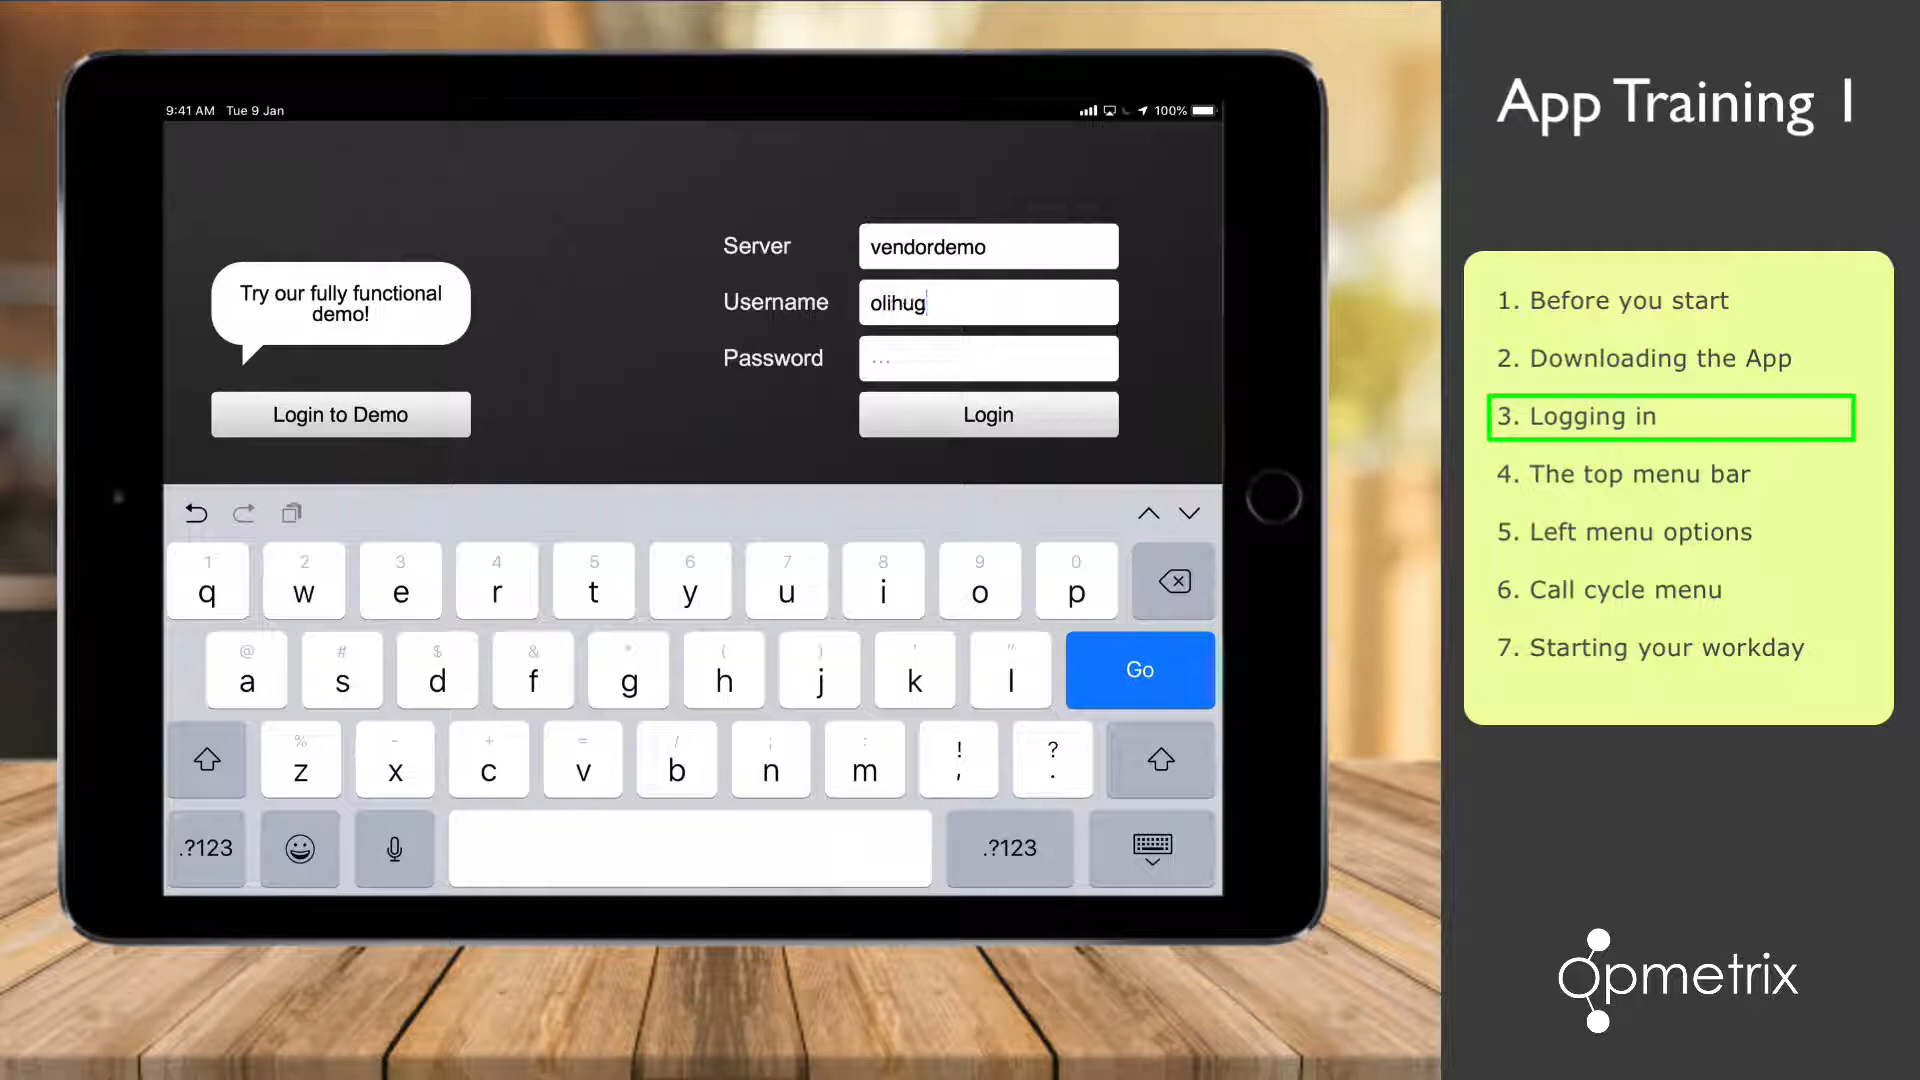 App Training 1
9:41 AM Tue 9 Jan
100%
Server
vendordemo
Try our fully functional
demo!
Username
olihug
Password
...
Login to Demo
Login
1 2 3 4 5 6 7 8 9 0
q w e r t y u i o p
@ # $ & * ( ) ' "
a s d f g h j k l
Go
% - + = / ; : ! ?
z x c v b n m , .
.?123
.?123
1. Before you start
2. Downloading the App
3. Logging in
4. The top menu bar
5. Left menu options
6. Call cycle menu
7. Starting your workday
opmetrix